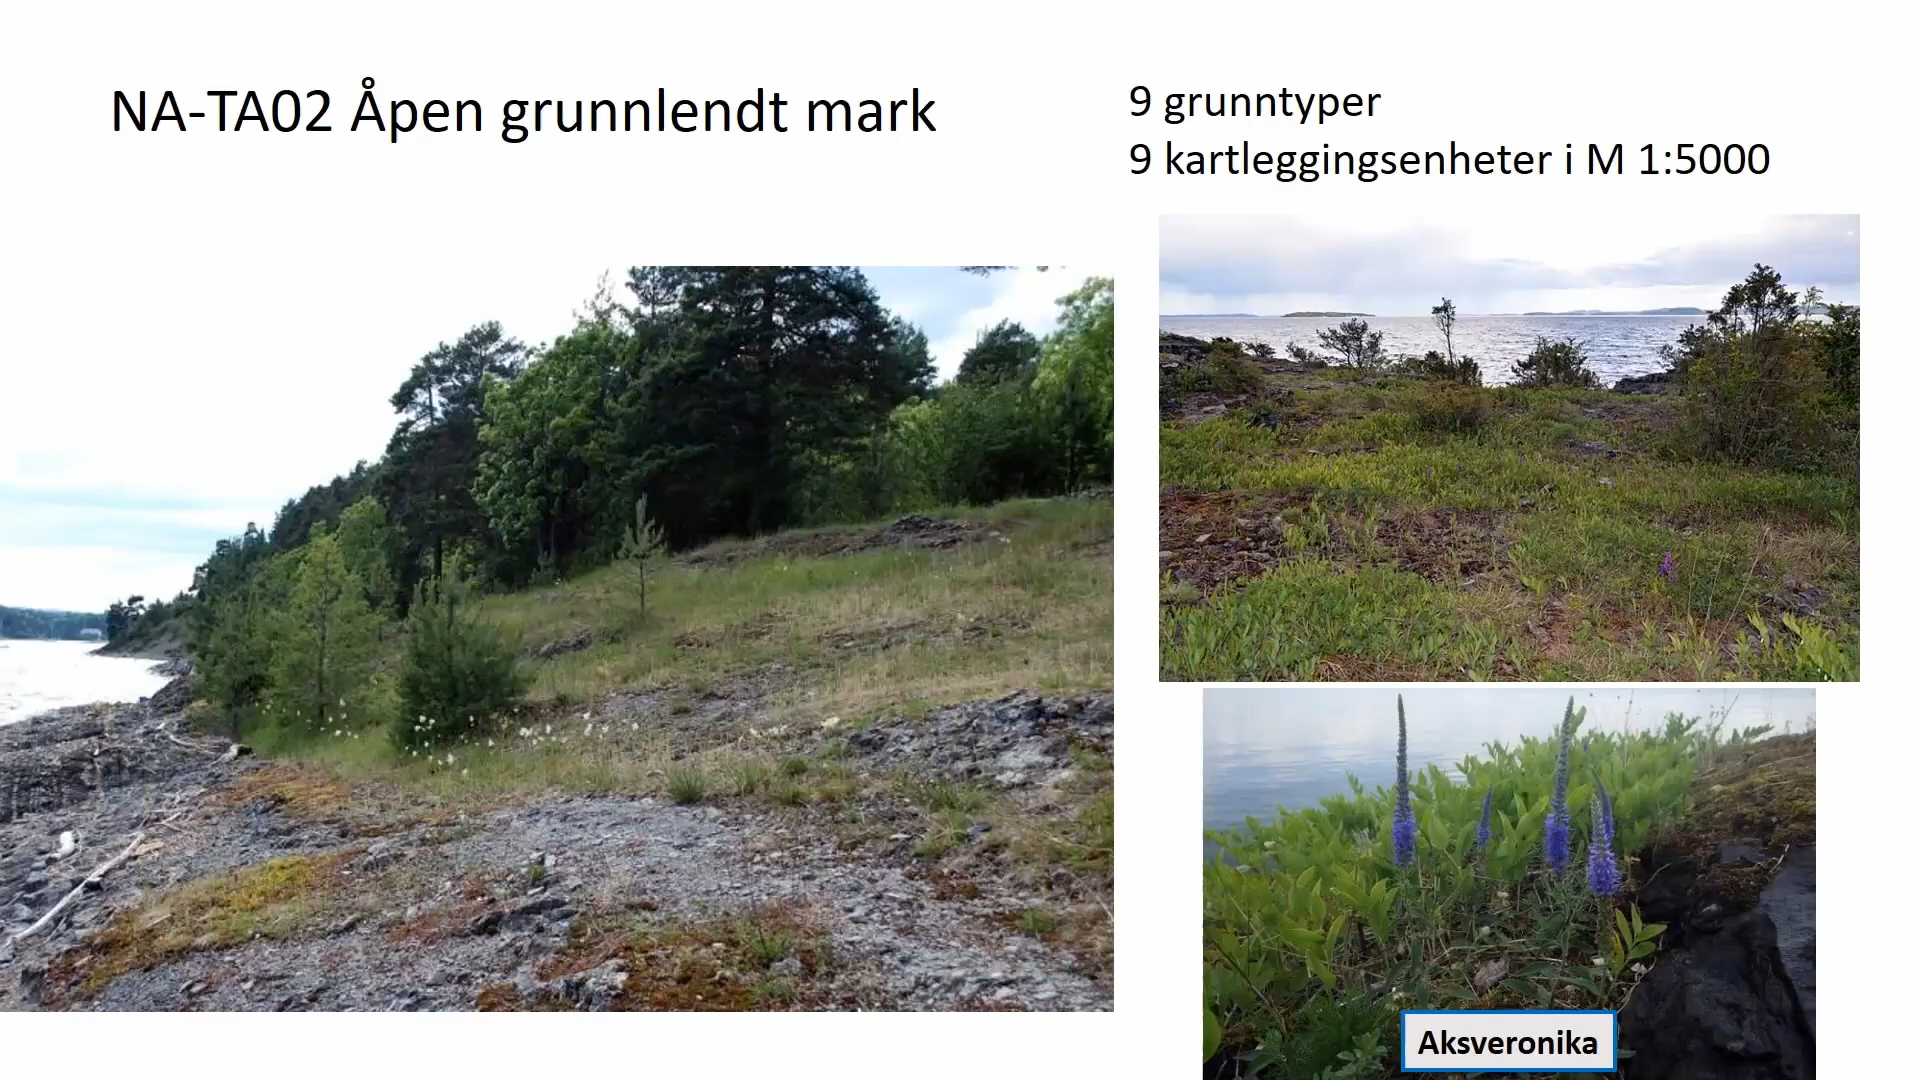 NA-TA02 Åpen grunnlendt mark
9 grunntyper
9 kartleggingsenheter i M 1:5000
Aksveronika